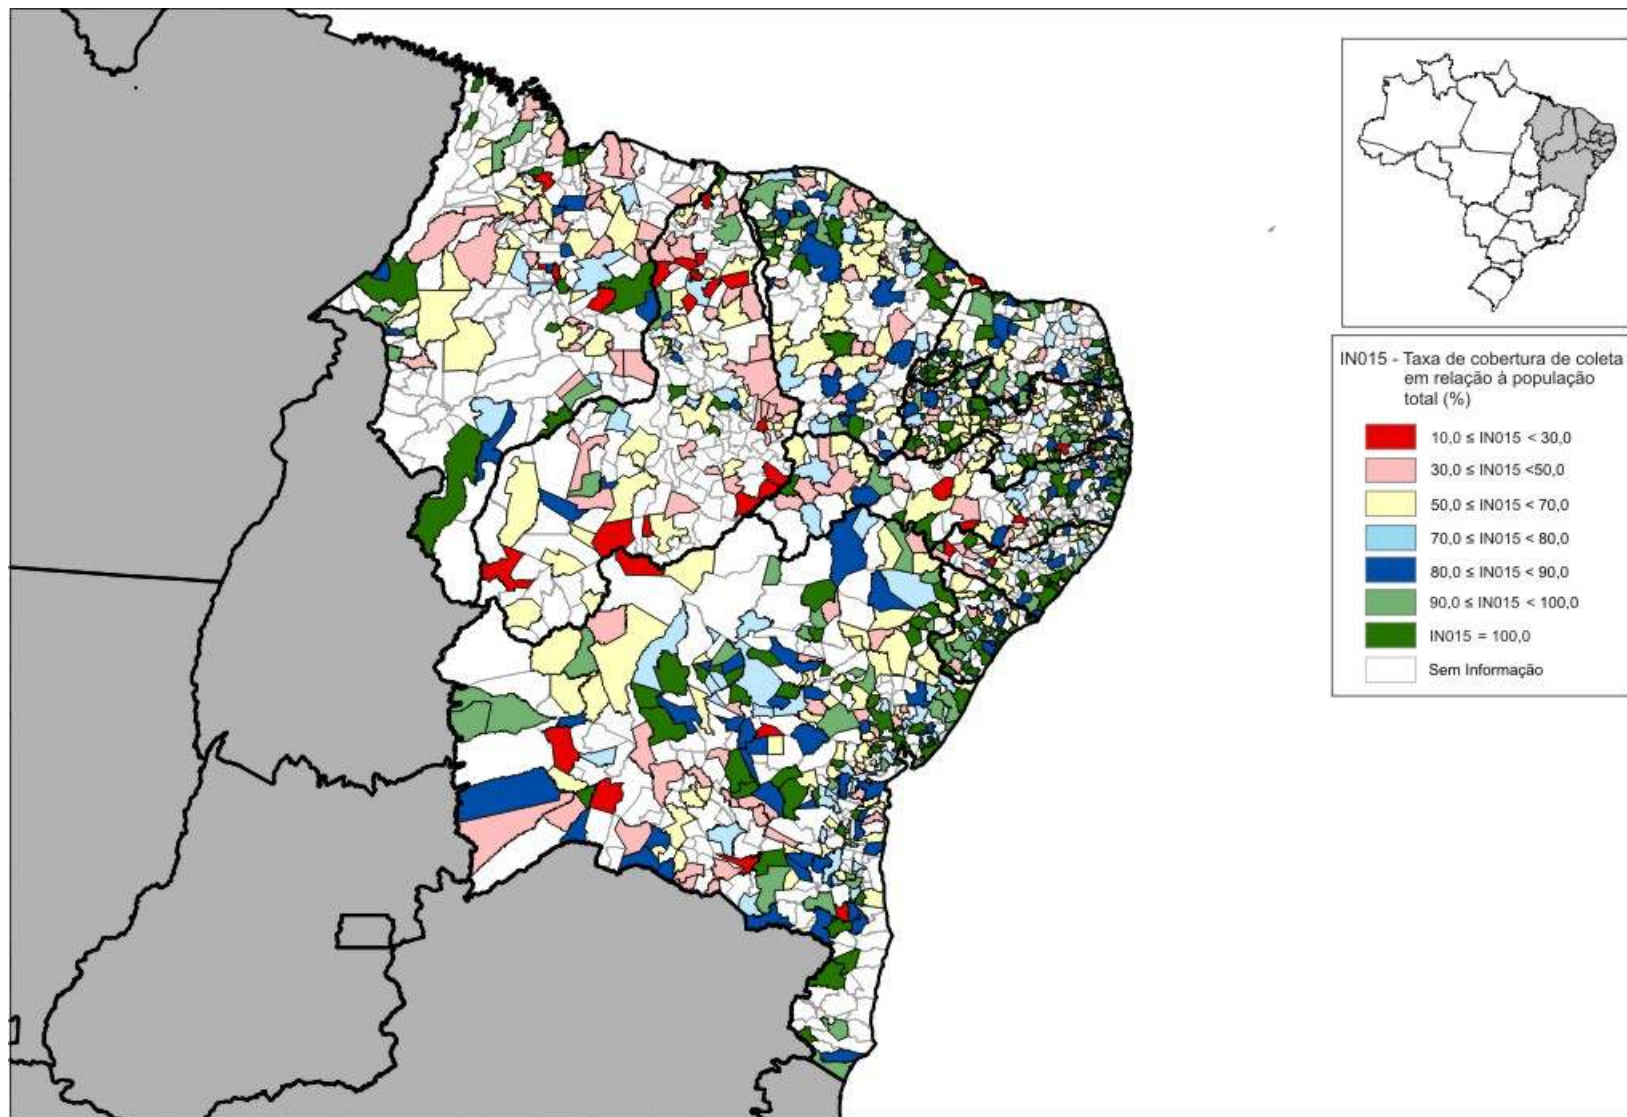 IN015 - Taxa de cobertura de coleta
em relação à população
total (%)
10,0 ≤ IN015 < 30,0
30,0 ≤ IN015 <50,0
50,0 ≤ IN015 < 70,0
70,0 ≤ IN015 < 80,0
80,0 ≤ IN015 < 90,0
90,0 ≤ IN015 < 100,0
IN015 = 100,0
Sem Informação